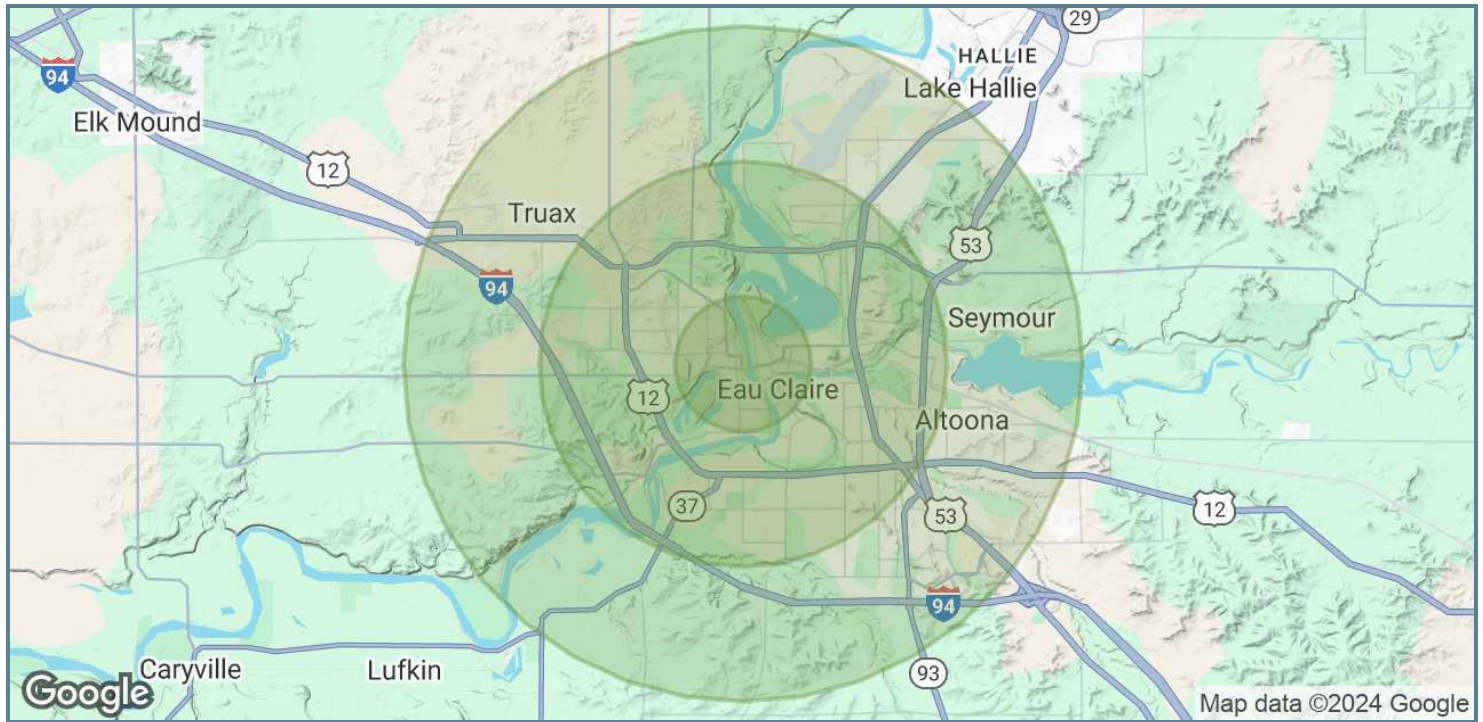 29
HALLIE
Lake Hallie
94
Elk Mound
12
Truax
53
94
Seymour
12
Eau Claire
Altoona
37
53
12
94
Caryville
Lufkin
93
Google
Map data ©2024 Google